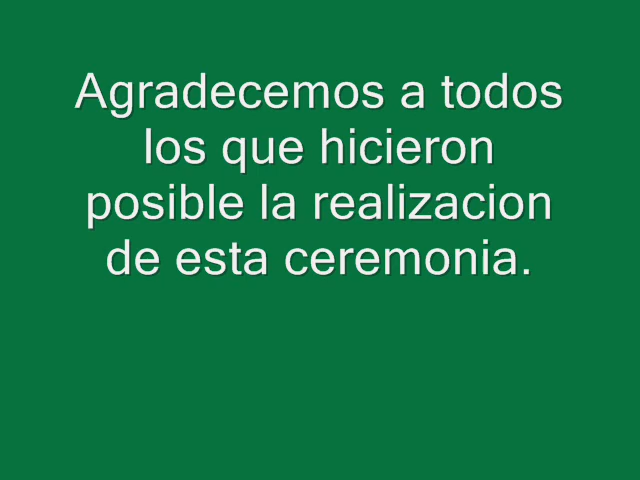 Agradecemos a todos
los que hicieron
posible la realizacion
de esta ceremonia.